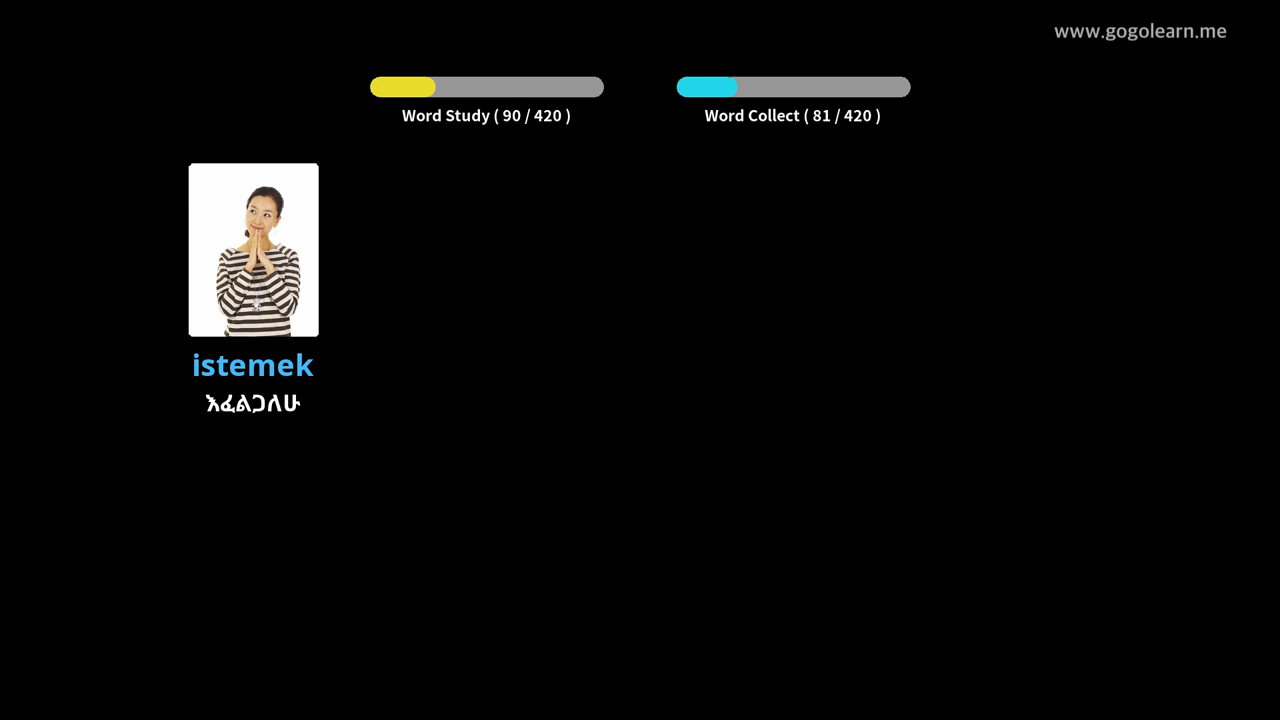 www.gogolearn.me
Word Study ( 90 / 420 )
Word Collect ( 81 / 420 )
istemek
እፈልጋለሁ